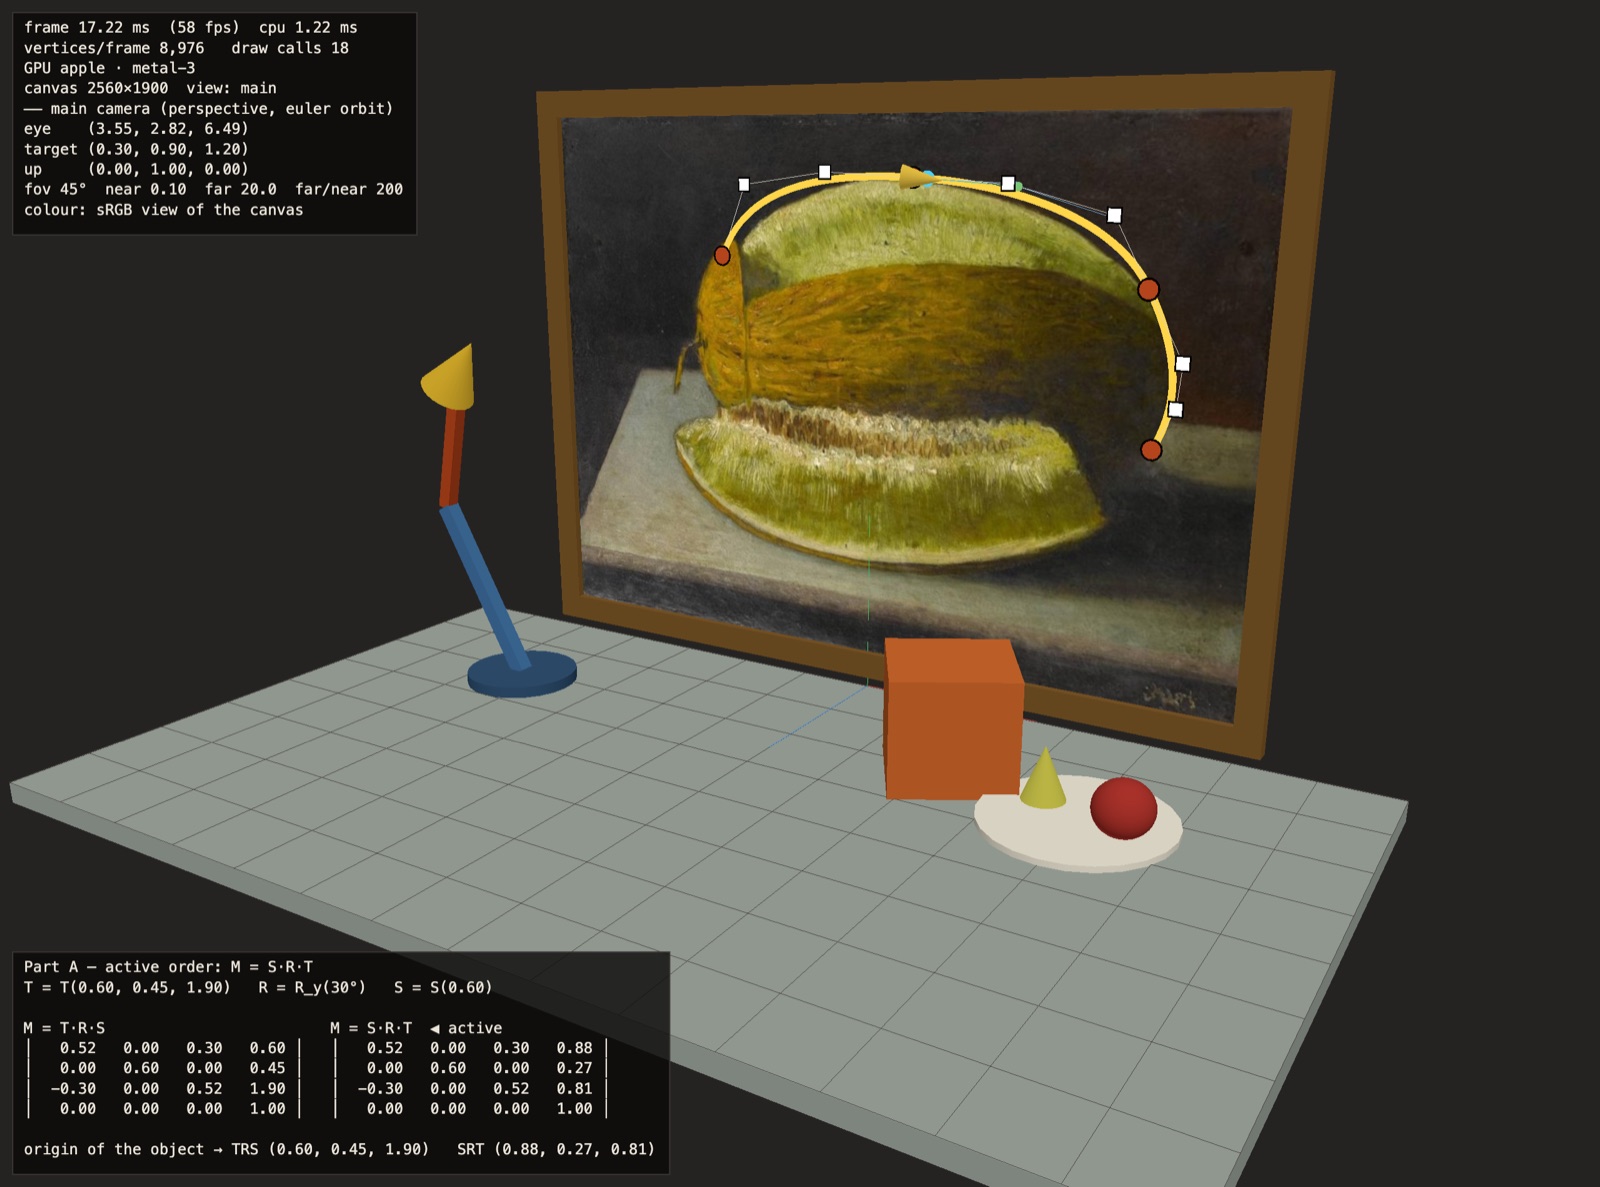 frame 17.22 ms  (58 fps)  cpu 1.22 ms
vertices/frame 8,976   draw calls 18
GPU apple · metal-3
canvas 2560×1900  view: main
—— main camera (perspective, euler orbit)
eye    (3.55, 2.82, 6.49)
target (0.30, 0.90, 1.20)
up     (0.00, 1.00, 0.00)
fov 45°  near 0.10  far 20.0  far/near 200
colour: sRGB view of the canvas
Part A — active order: M = S·R·T
T = T(0.60, 0.45, 1.90)   R = R_y(30°)   S = S(0.60)
M = T·R·S                        M = S·R·T  ◀ active
│   0.52   0.00   0.30   0.60 │   │   0.52   0.00   0.30   0.88 │
│   0.00   0.60   0.00   0.45 │   │   0.00   0.60   0.00   0.27 │
│  −0.30   0.00   0.52   1.90 │   │  −0.30   0.00   0.52   0.81 │
│   0.00   0.00   0.00   1.00 │   │   0.00   0.00   0.00   1.00 │
origin of the object → TRS (0.60, 0.45, 1.90)   SRT (0.88, 0.27, 0.81)